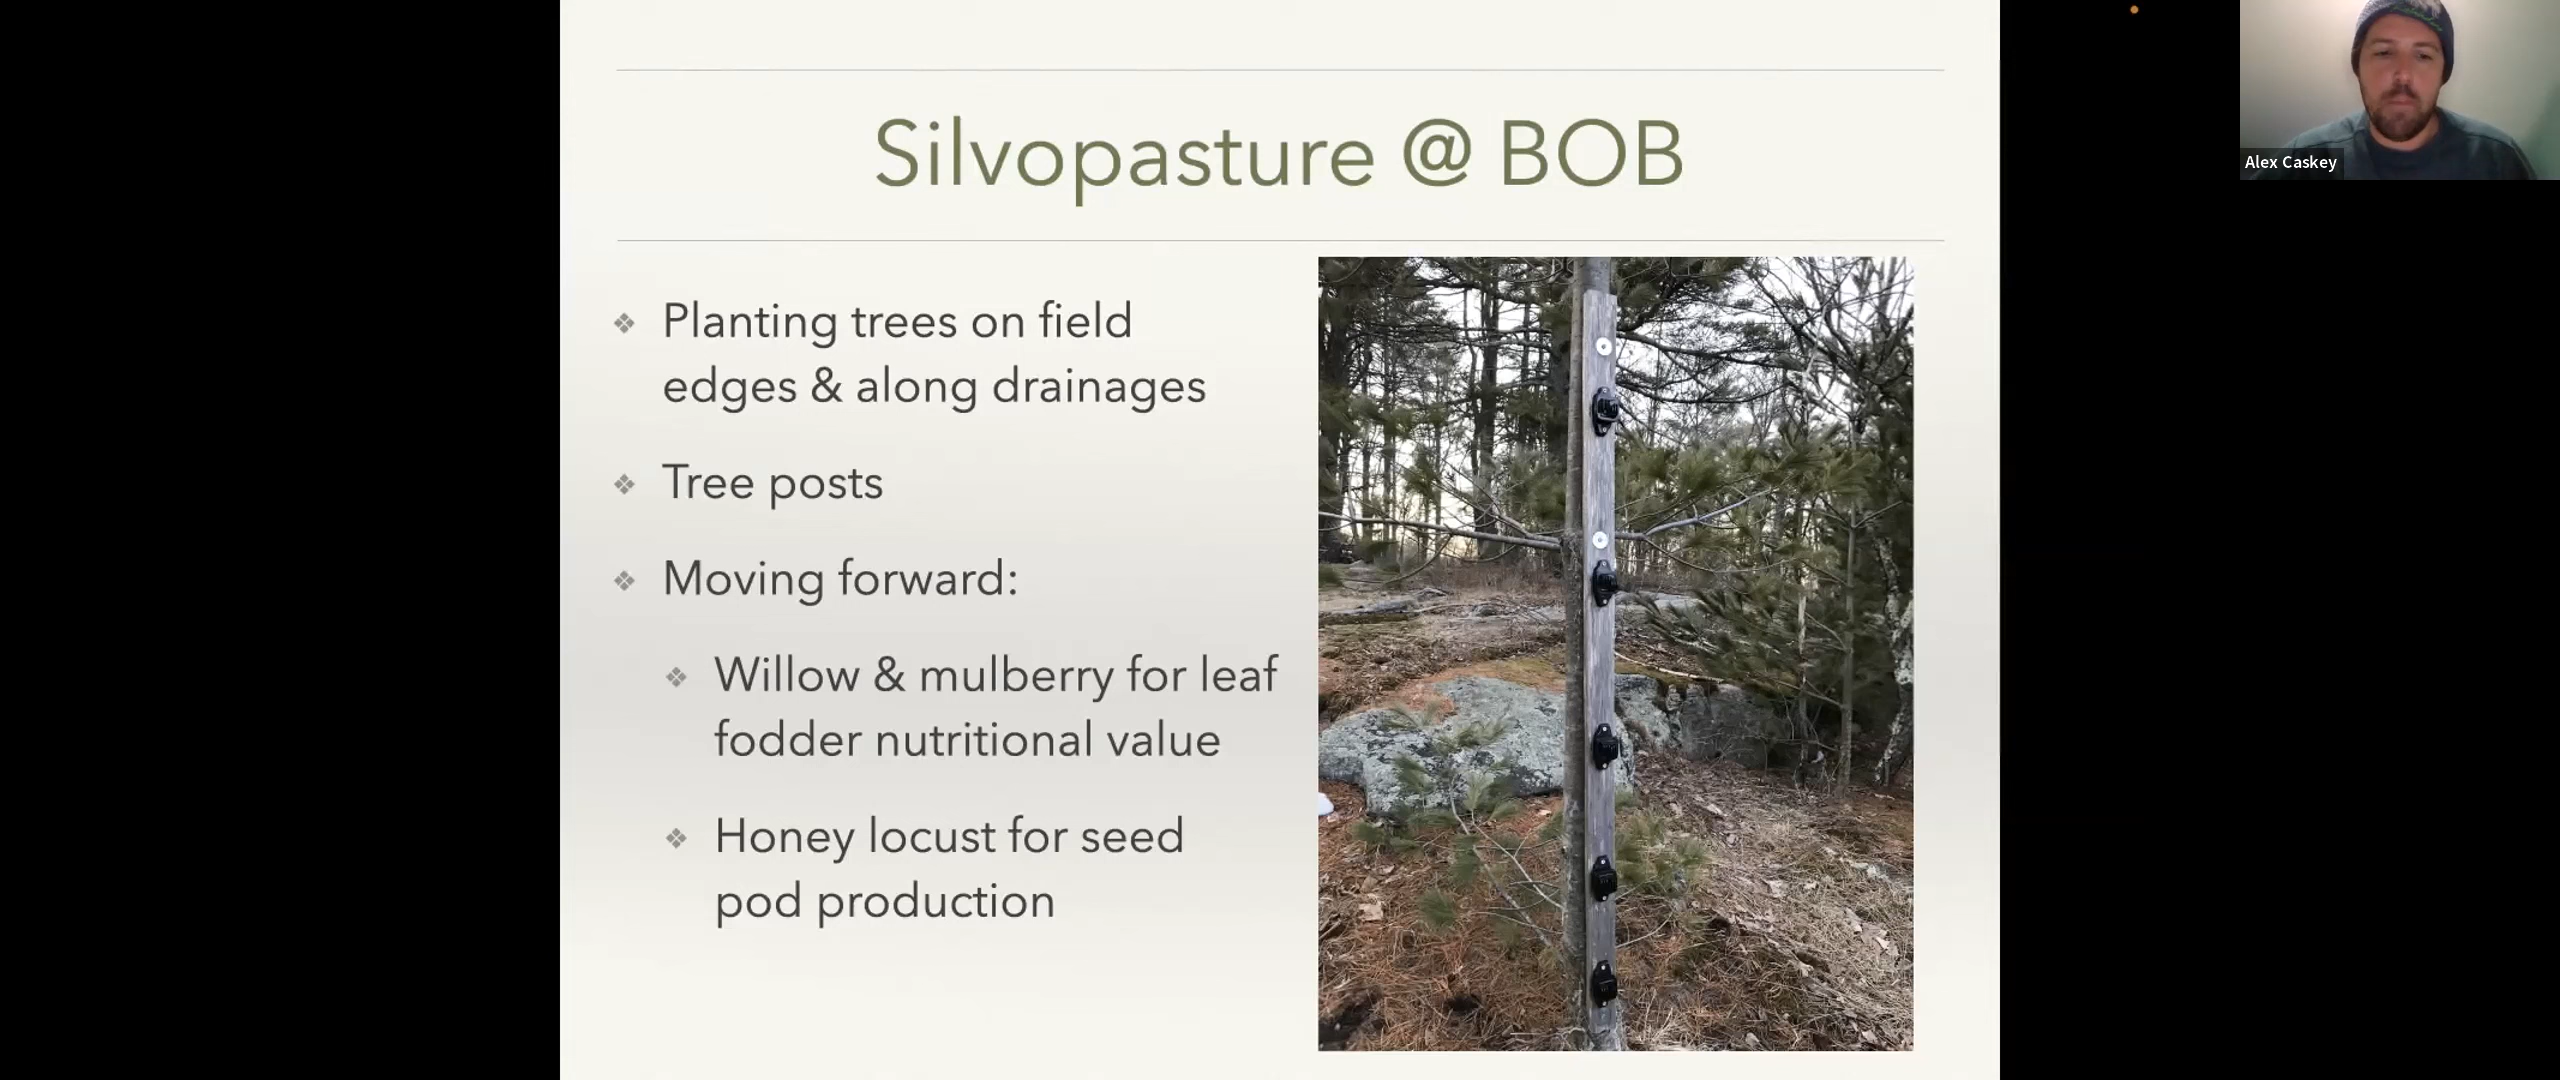 Silvopasture @ BOB
Planting trees on field
edges & along drainages
Tree posts
Moving forward:
Willow & mulberry for leaf
fodder nutritional value
Honey locust for seed
pod production
Alex Caskey